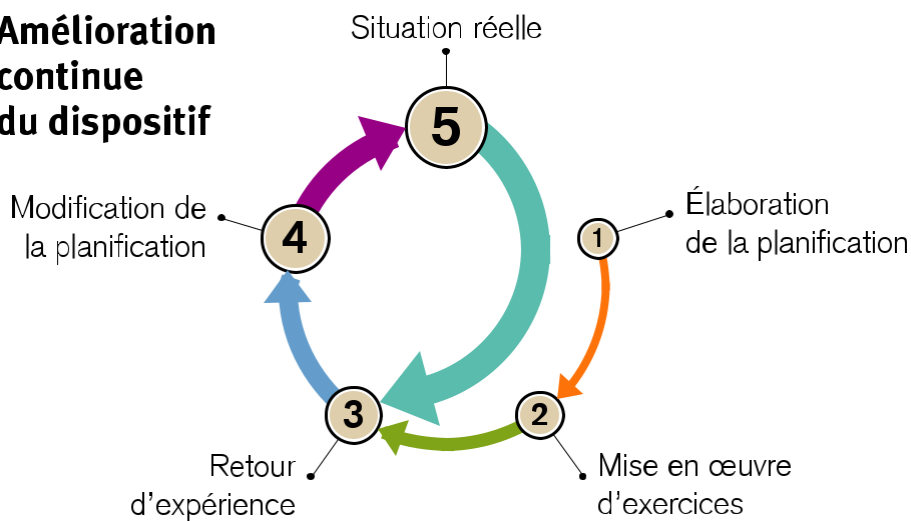 Amélioration
continue
du dispositif
Situation réelle
5
Modification de
la planification
4
Élaboration
de la planification
1
3
2
Retour
d'expérience
Mise en œuvre
d'exercices